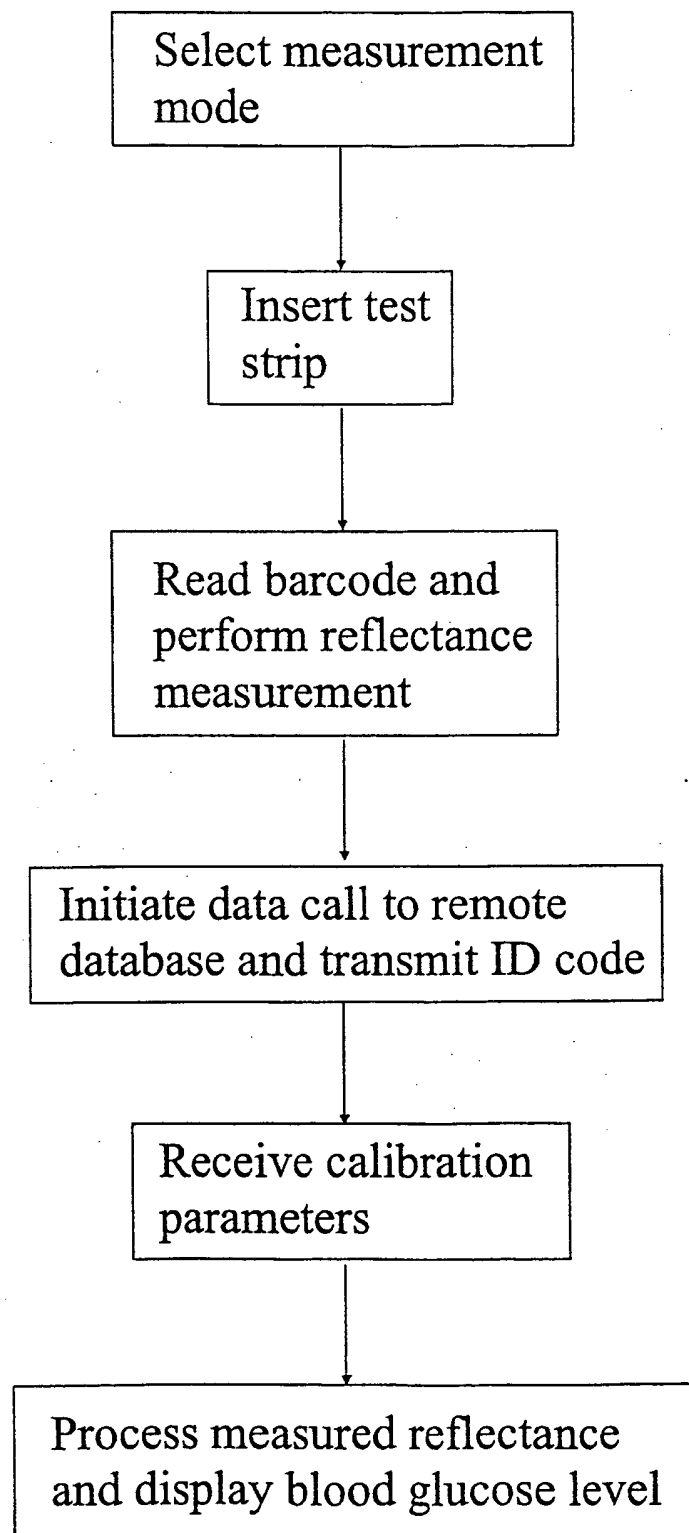 Select measurement
mode
Insert test
strip
Read barcode and
perform reflectance
measurement
Initiate data call to remote
database and transmit ID code
Receive calibration
parameters
Process measured reflectance
and display blood glucose level